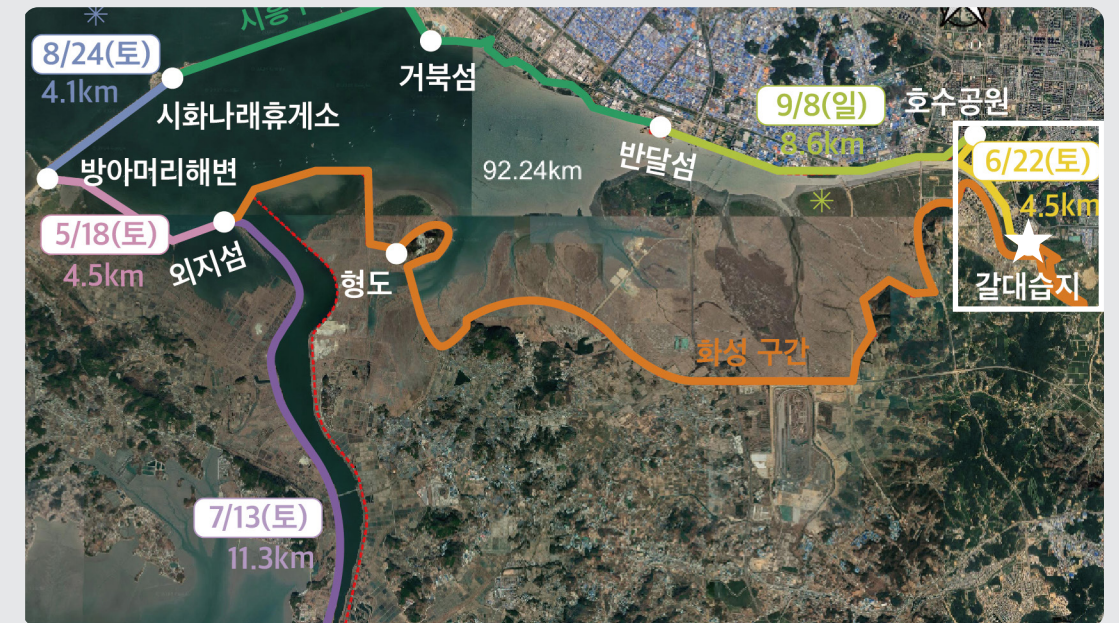 시흥
8/24(토)
4.1km
시화나래휴게소
거북섬
9/8(일)
8.6km
호수공원
방아머리해변
92.24km
반달섬
6/22(토)
4.5km
5/18(토)
4.5km
외지섬
형도
갈대습지
화성 구간
7/13(토)
11.3km